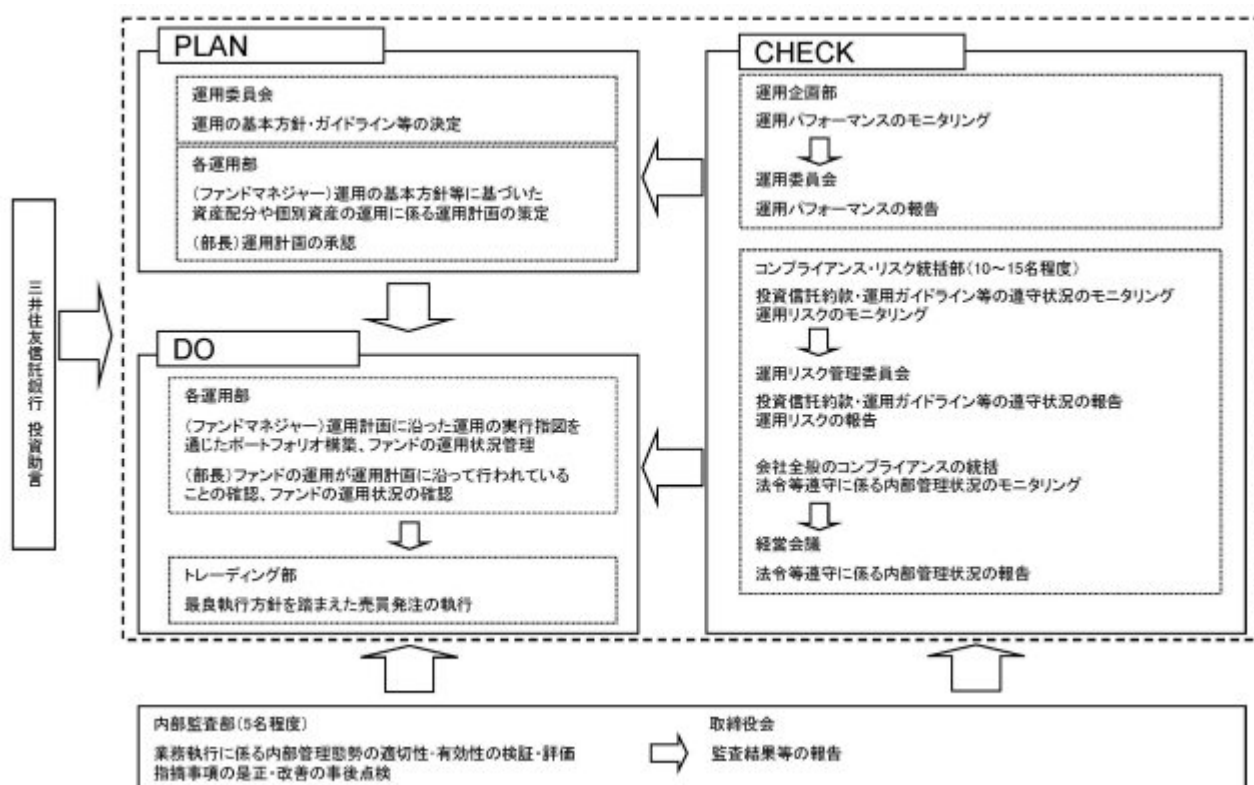 PLAN
運用委員会
運用の基本方針・ガイドライン等の決定
各運用部
(ファンドマネジャー)運用の基本方針等に基づいた
資産配分や個別資産の運用に係る運用計画の策定
(部長)運用計画の承認
CHECK
運用企画部
運用パフォーマンスのモニタリング
運用委員会
運用パフォーマンスの報告
コンプライアンス・リスク統括部(10~15名程度)
投資信託約款・運用ガイドライン等の遵守状況のモニタリング
運用リスクのモニタリング
運用リスク管理委員会
投資信託約款・運用ガイドライン等の遵守状況の報告
運用リスクの報告
会社全般のコンプライアンスの統括
法令等遵守に係る内部管理状況のモニタリング
経営会議
法令等遵守に係る内部管理状況の報告
三井住友信託銀行 投資助言
DO
各運用部
(ファンドマネジャー)運用計画に沿った運用の実行指図を
通じたポートフォリオ構築、ファンドの運用状況管理
(部長)ファンドの運用が運用計画に沿って行われている
ことの確認、ファンドの運用状況の確認
トレーディング部
最良執行方針を踏まえた売買発注の執行
内部監査部(5名程度)
業務執行に係る内部管理態勢の適切性・有効性の検証・評価
指摘事項の是正・改善の事後点検
取締役会
監査結果等の報告